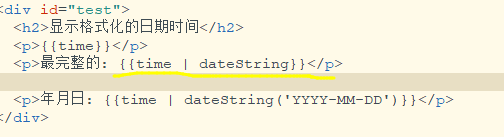 <div id="test">
<h2>显示格式化的日期时间</h2>
<p>{{time}}</p>
<p>最完整的：{{time | dateString}}</p>
<p>年月日：{{time | dateString('YYYY-MM-DD')}}</p>
</div>